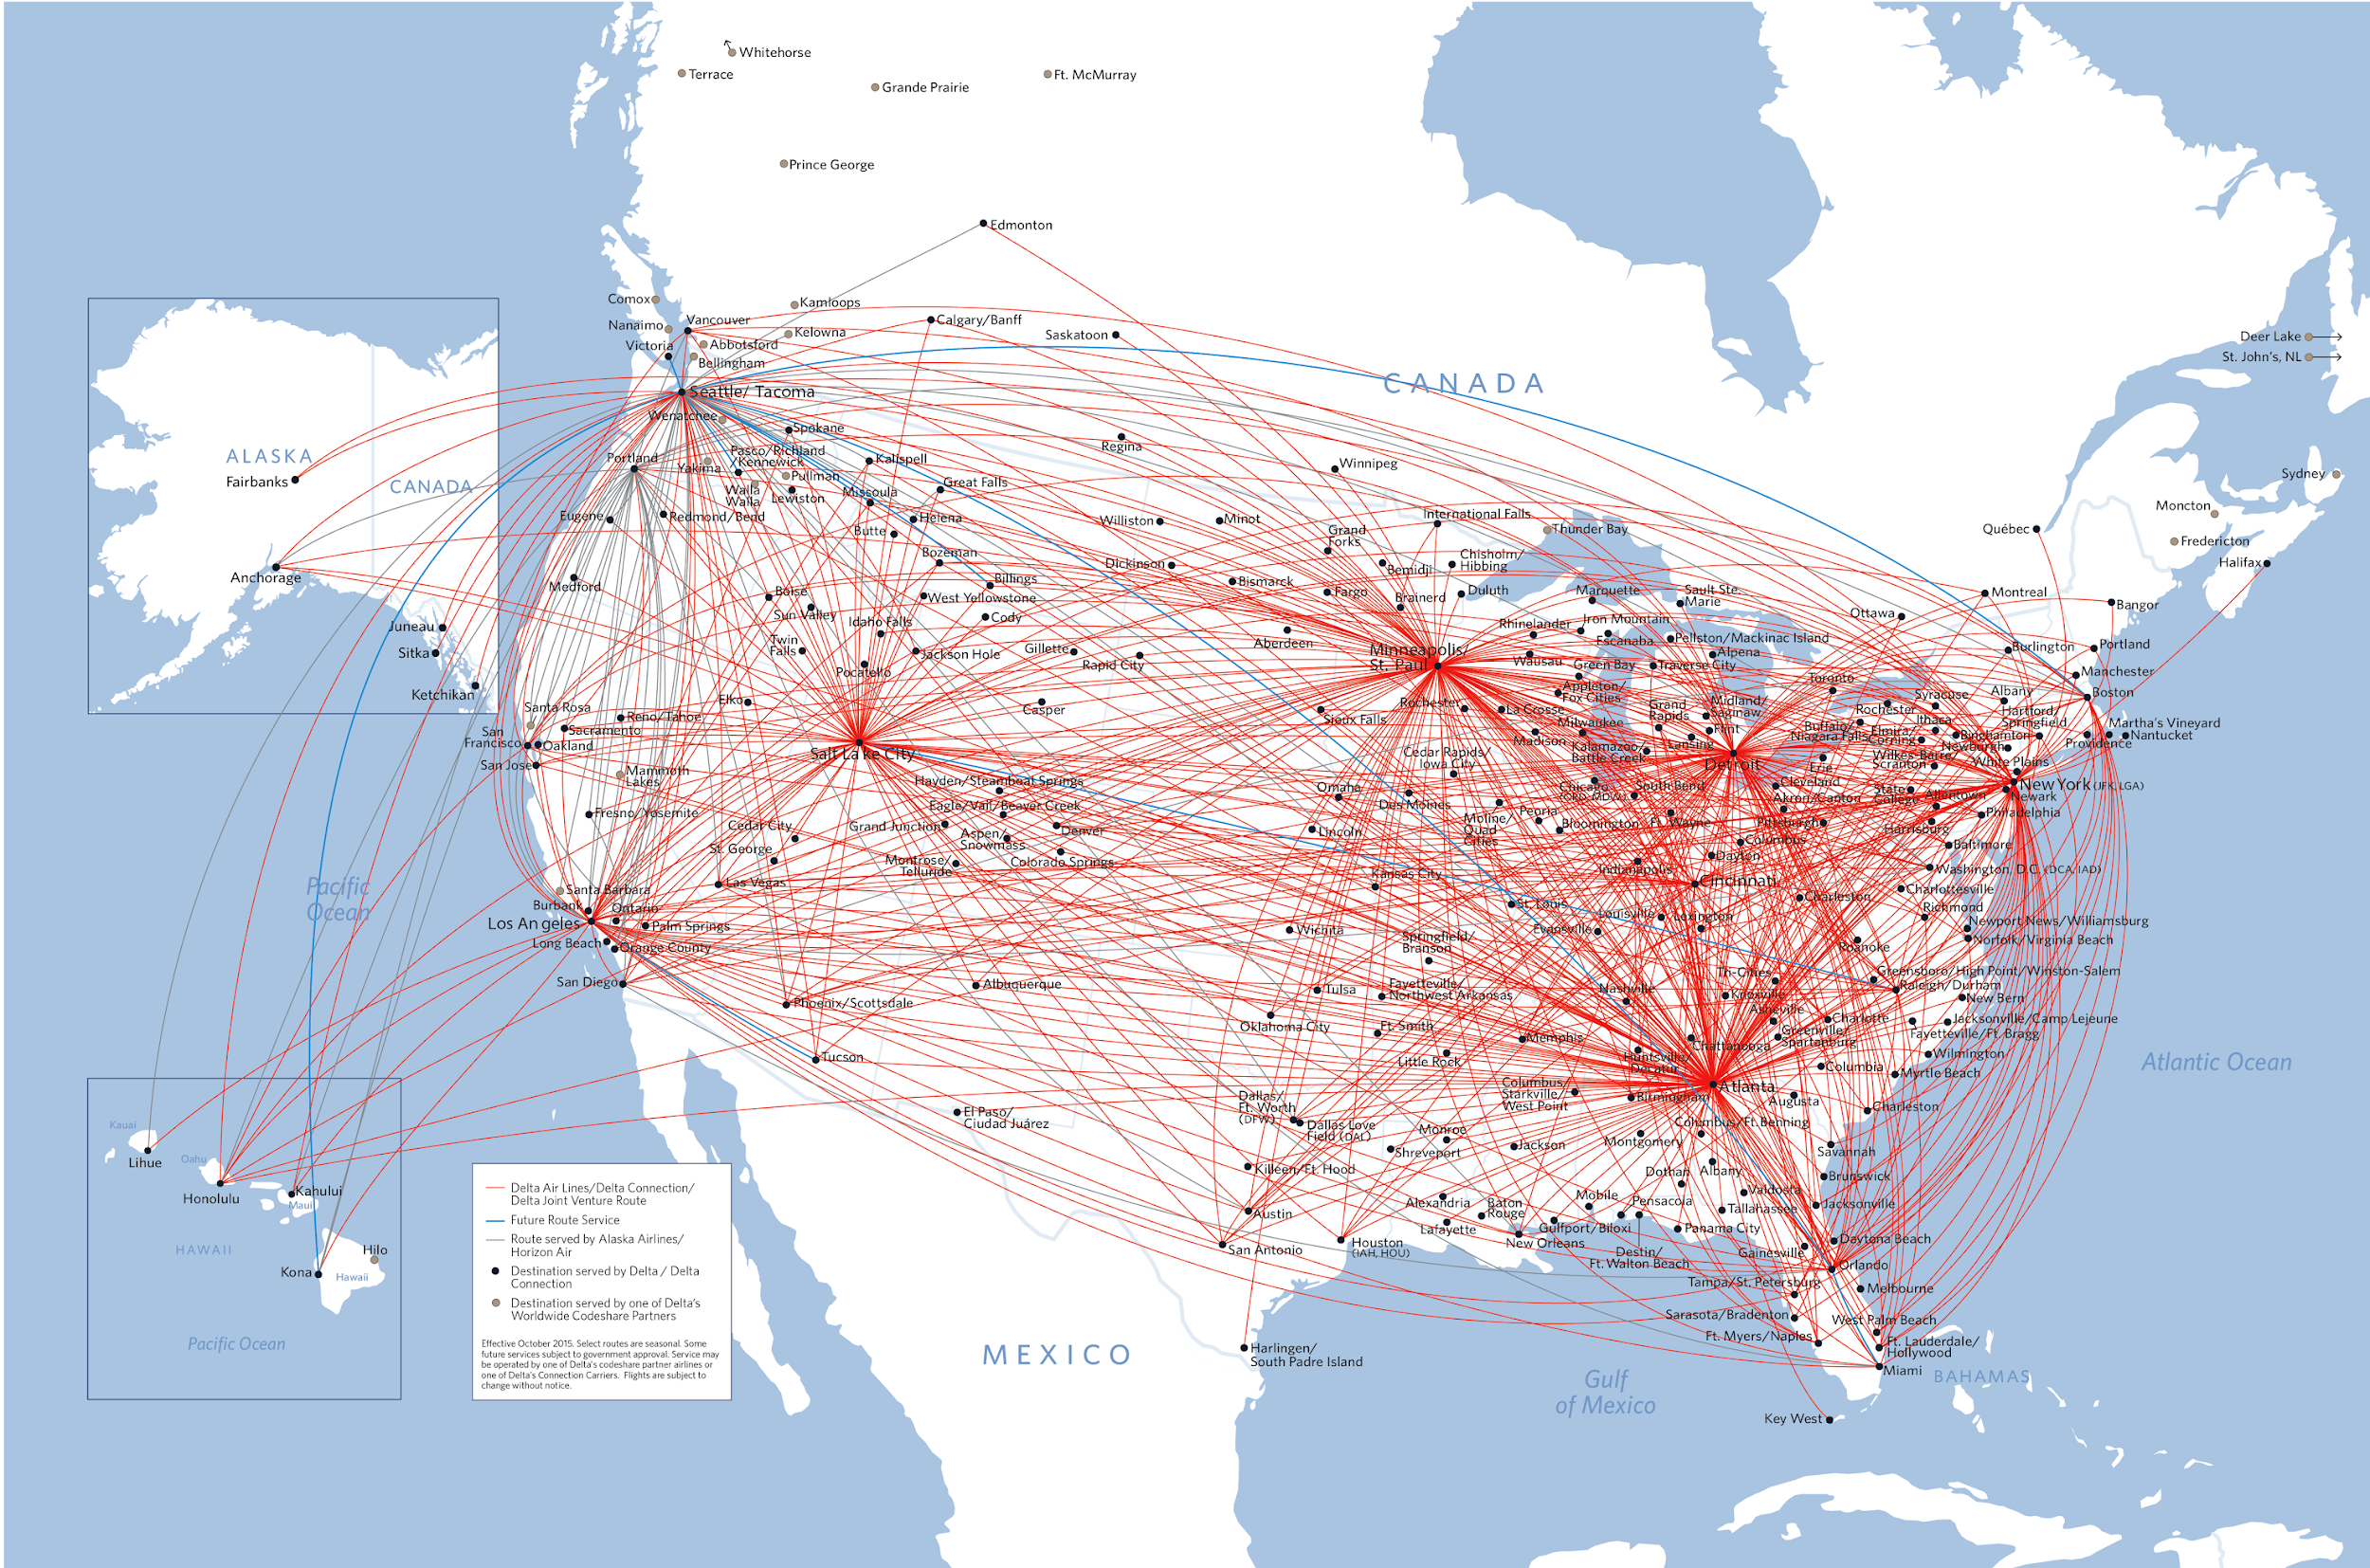 Whitehorse
Terrace
Grande Prairie
Ft. McMurray
Prince George
Edmonton
Comox
Kamloops
Nanaimo
Vancouver
Kelowna
Calgary/Banff
Saskatoon
Victoria
Abbotsford
Bellingham
Deer Lake
St. John's, NL
CANADA
Seattle/ Tacoma
Wenatchee
Spokane
Regina
ALASKA
Fairbanks
CANADA
Portland
Yakima
Pasco/Richland
/Kennewick
Pullman
Walla
Walla
Lewiston
Kalispell
Missoula
Great Falls
Winnipeg
Sydney
Moncton
Eugene
Redmond/Bend
Helena
Butte
Williston
Minot
International Falls
Grand
Forks
Thunder Bay
Québec
Fredericton
Halifax
Anchorage
Medford
Bozeman
Billings
Dickinson
Bismarck
Bemidji
Chisholm/
Hibbing
Boise
Sun Valley
West Yellowstone
Cody
Idaho Falls
Fargo
Brainerd
Duluth
Marquette
Sault Ste.
Marie
Ottawa
Montreal
Bangor
Juneau
Sitka
Ketchikan
Twin
Falls
Pocatello
Jackson Hole
Gillette
Rapid City
Aberdeen
Minneapolis/
St. Paul
Rhinelander
Iron Mountain
Escanaba
Pellston/Mackinac Island
Alpena
Wausau
Green Bay
Traverse City
Burlington
Portland
Manchester
Boston
Toronto
Elko
Casper
Santa Rosa
Reno/Tahoe
Sacramento
San
Francisco
Oakland
San Jose
Salt Lake City
Sioux Falls
Rochester
La Crosse
Appleton/
Fox Cities
Grand
Rapids
Midland/
Saginaw
Flint
Milwaukee
Madison
Kalamazoo/
Battle Creek
Lansing
Detroit
Rochester
Syracuse
Albany
Buffalo/
Niagara Falls
Elmira/
Corning
Ithaca
Binghamton
Hartford/
Springfield
Newburgh
Martha's Vineyard
Nantucket
Providence
Wilkes-Barre/
Scranton
White Plains
Erie
Mammoth
Lakes
Hayden/Steamboat Springs
Cedar Rapids/
Iowa City
Omaha
Des Moines
Chicago
(ORD, MDW)
South Bend
Cleveland
Akron/Canton
State
College
Allentown
New York (JFK, LGA)
Newark
Philadelphia
Fresno/Yosemite
Eagle/Vail/Beaver Creek
Cedar City
Grand Junction
Aspen/
Snowmass
Denver
Lincoln
Moline/
Quad
Cities
Peoria
Bloomington
Ft. Wayne
Pittsburgh
Harrisburg
St. George
Montrose/
Telluride
Colorado Springs
Columbus
Baltimore
Dayton
Indianapolis
Washington, D.C. (DCA, IAD)
Pacific
Ocean
Las Vegas
Kansas City
Cincinnati
Charlottesville
Charleston
Santa Barbara
Burbank
Ontario
Los Angeles
Palm Springs
Long Beach
Orange County
San Diego
St. Louis
Louisville
Lexington
Evansville
Richmond
Newport News/Williamsburg
Norfolk/Virginia Beach
Roanoke
Wichita
Springfield/
Branson
Tri-Cities
Greensboro/High Point/Winston-Salem
Raleigh/Durham
Albuquerque
Phoenix/Scottsdale
Tulsa
Fayetteville/
Northwest Arkansas
Nashville
Knoxville
New Bern
Asheville
Oklahoma City
Ft. Smith
Charlotte
Jacksonville/Camp Lejeune
Fayetteville/Ft. Bragg
Greenville/
Spartanburg
Memphis
Chattanooga
Wilmington
Tucson
Little Rock
Huntsville/
Decatur
Columbia
Myrtle Beach
Atlantic Ocean
Atlanta
Columbus/
Starkville/
West Point
Birmingham
Augusta
Charleston
El Paso/
Ciudad Juárez
Dallas/
Ft. Worth
(DFW)
Dallas Love
Field (DAL)
Monroe
Shreveport
Jackson
Montgomery
Columbus/Ft. Benning
Savannah
Kauai
Lihue
Oahu
Honolulu
Kahului
Maui
HAWAII
Hilo
Kona
Hawaii
Pacific Ocean
Killeen/Ft. Hood
Dothan
Albany
Brunswick
Valdosta
Alexandria
Baton
Rouge
Mobile
Pensacola
Tallahassee
Jacksonville
Austin
Lafayette
Gulfport/Biloxi
Panama City
San Antonio
Houston
(IAH, HOU)
New Orleans
Destin/
Ft. Walton Beach
Gainesville
Daytona Beach
Orlando
Tampa/St. Petersburg
Melbourne
Sarasota/Bradenton
West Palm Beach
Ft. Myers/Naples
Ft. Lauderdale/
Hollywood
Miami
BAHAMAS
Harlingen/
South Padre Island
MEXICO
Gulf
of Mexico
Key West
Delta Air Lines/Delta Connection/
Delta Joint Venture Route
Future Route Service
Route served by Alaska Airlines/
Horizon Air
Destination served by Delta / Delta
Connection
Destination served by one of Delta's
Worldwide Codeshare Partners
Effective October 2015. Select routes are seasonal. Some
future services subject to government approval. Service may
be operated by one of Delta's codeshare partner airlines or
one of Delta's Connection Carriers. Flights are subject to
change without notice.